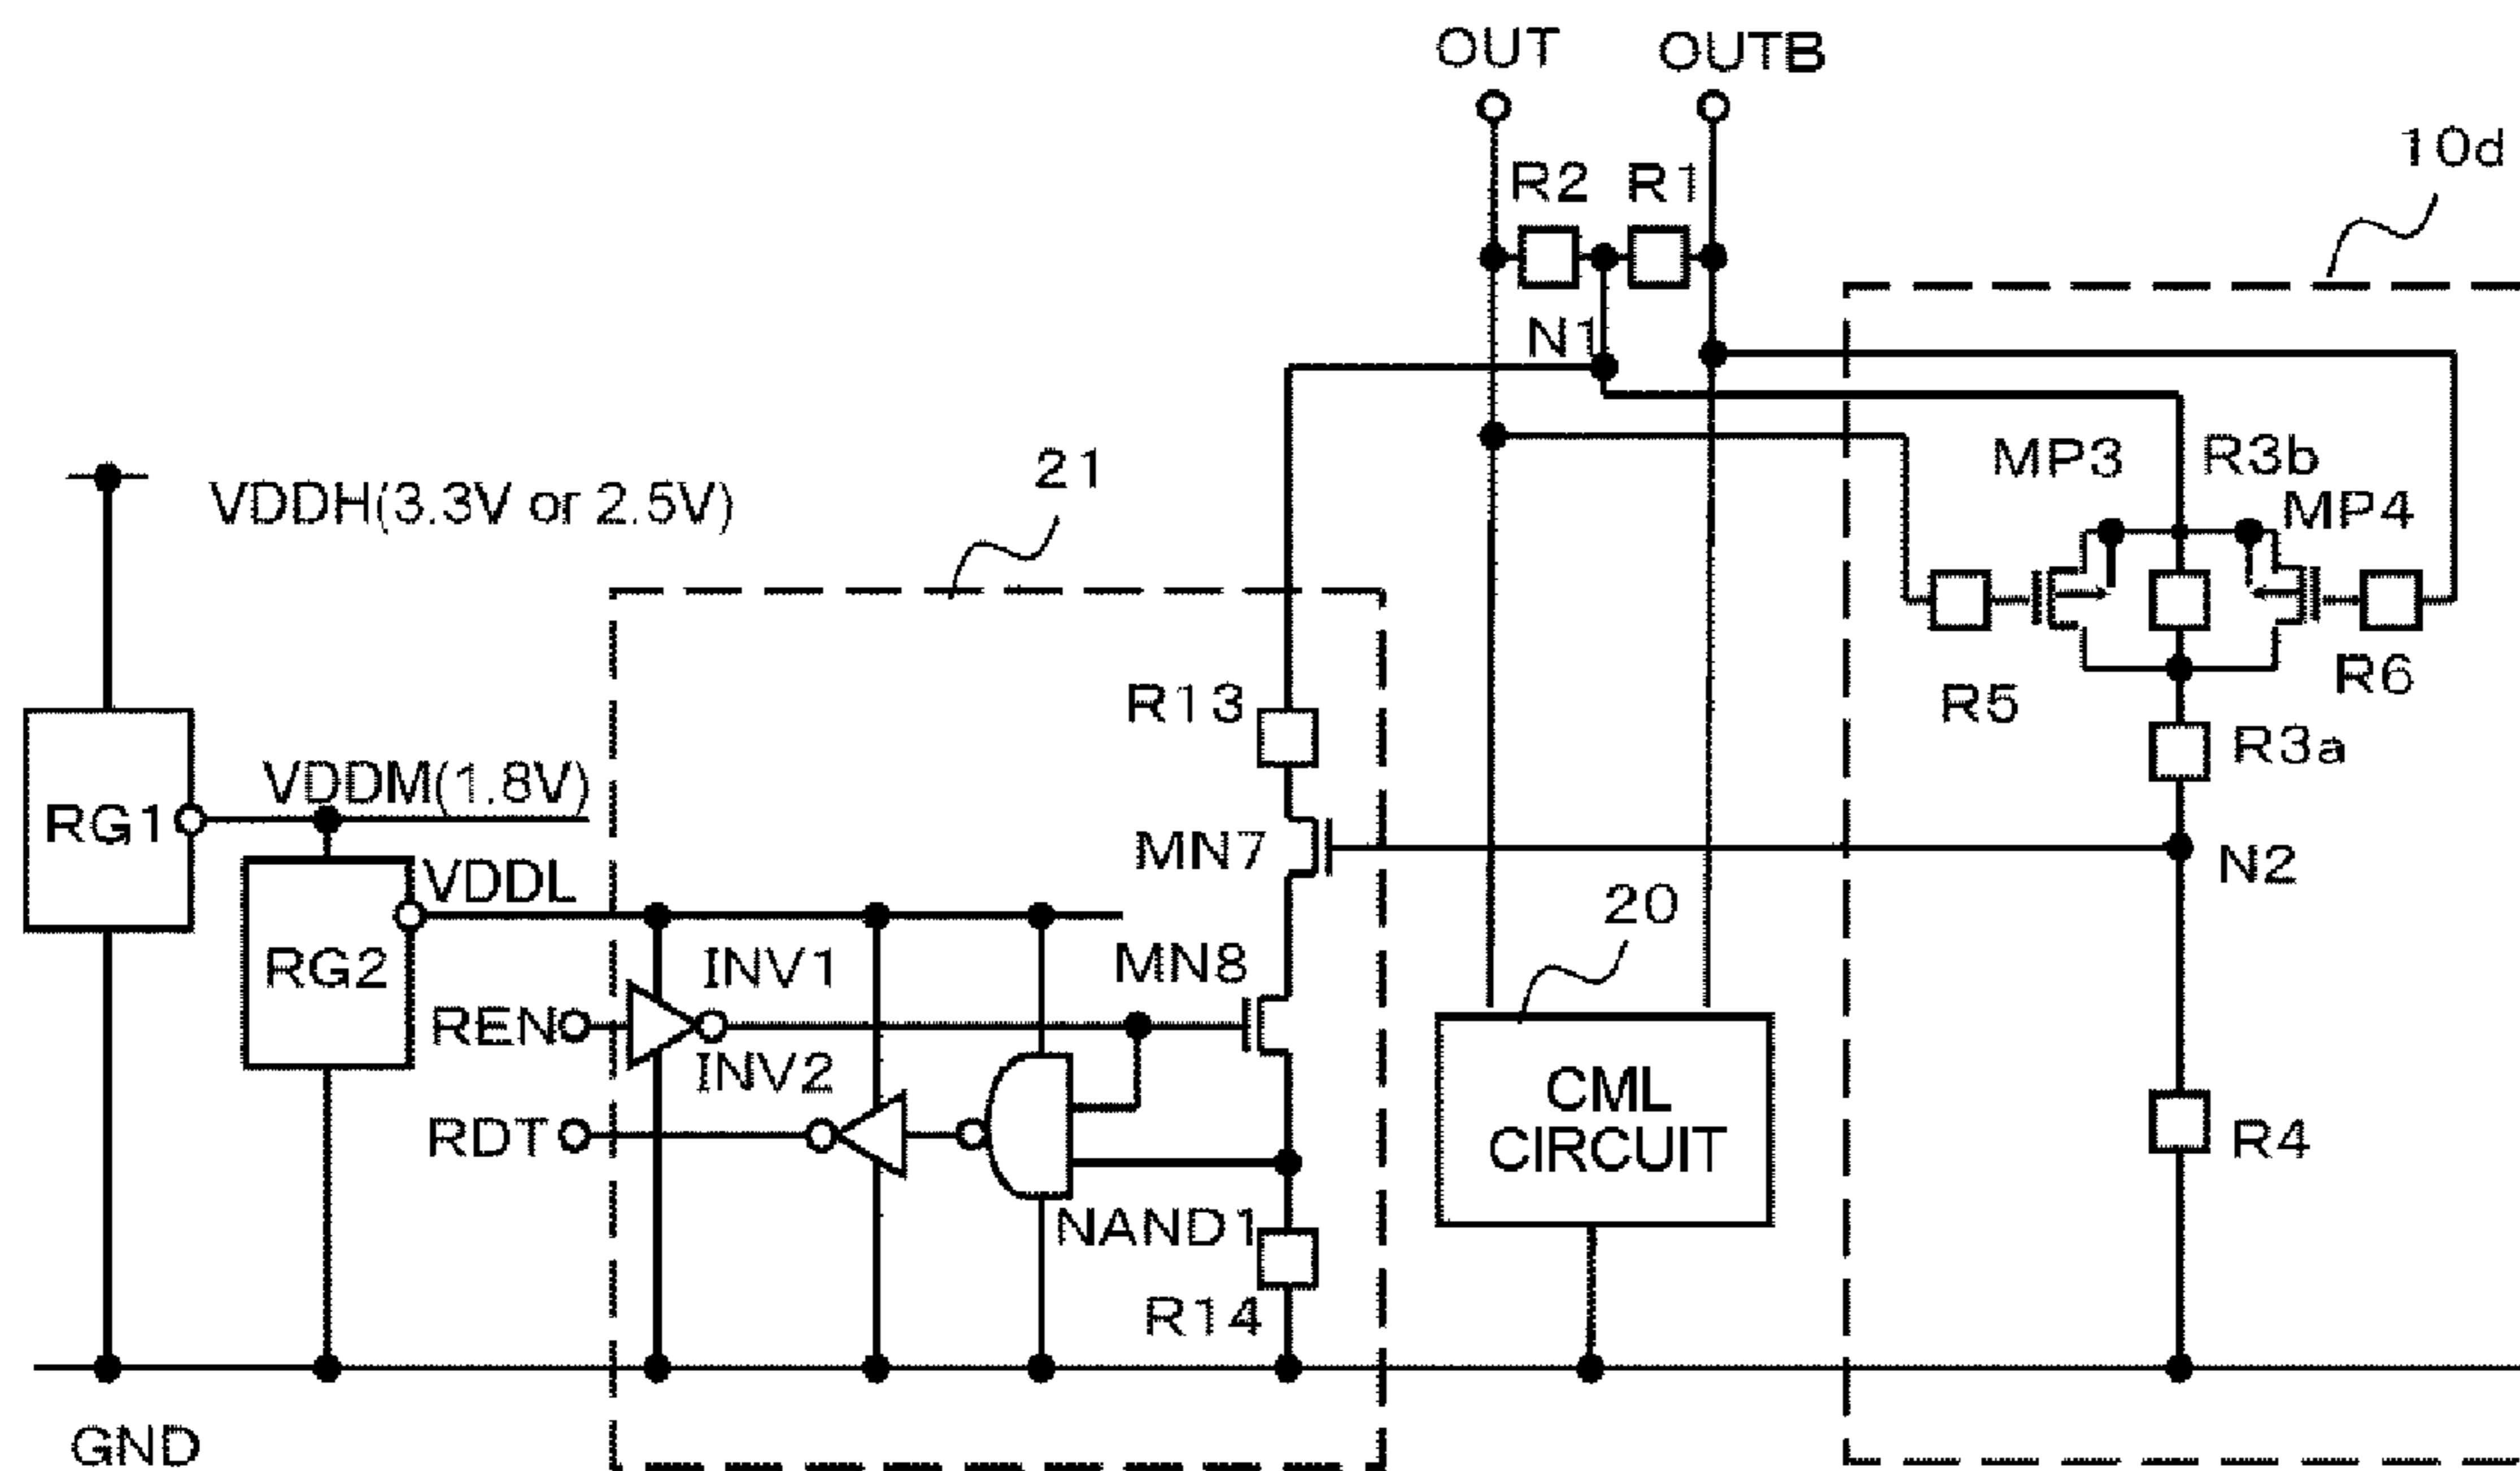 OUT OUTB
10d
R2 R1
N1
21
MP3 R3b
VDDH(3.3V or 2.5V)
MP4
R13
R5
R6
R3a
VDDM(1.8V)
RG1
MN7
N2
VDDL
20
RG2
INV1
MN8
REN
INV2
CML
CIRCUIT
RDT
R4
NAND1
R14
GND